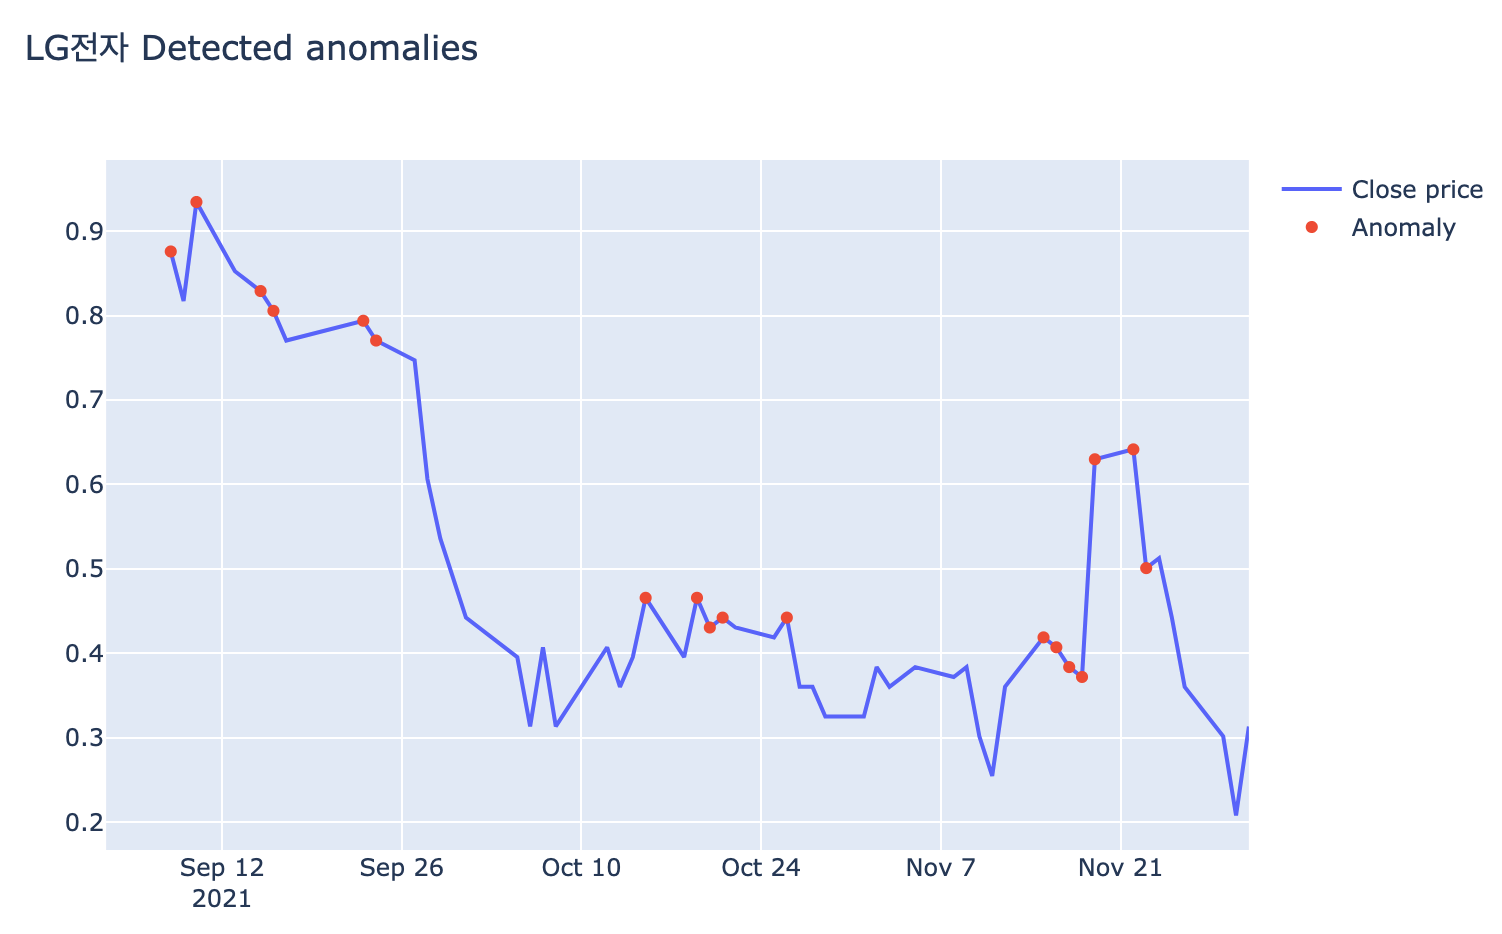 LG전자 Detected anomalies
Close price
Anomaly
0.9
0.8
0.7
0.6
0.5
0.4
0.3
0.2
Sep 12
2021
Sep 26
Oct 10
Oct 24
Nov 7
Nov 21